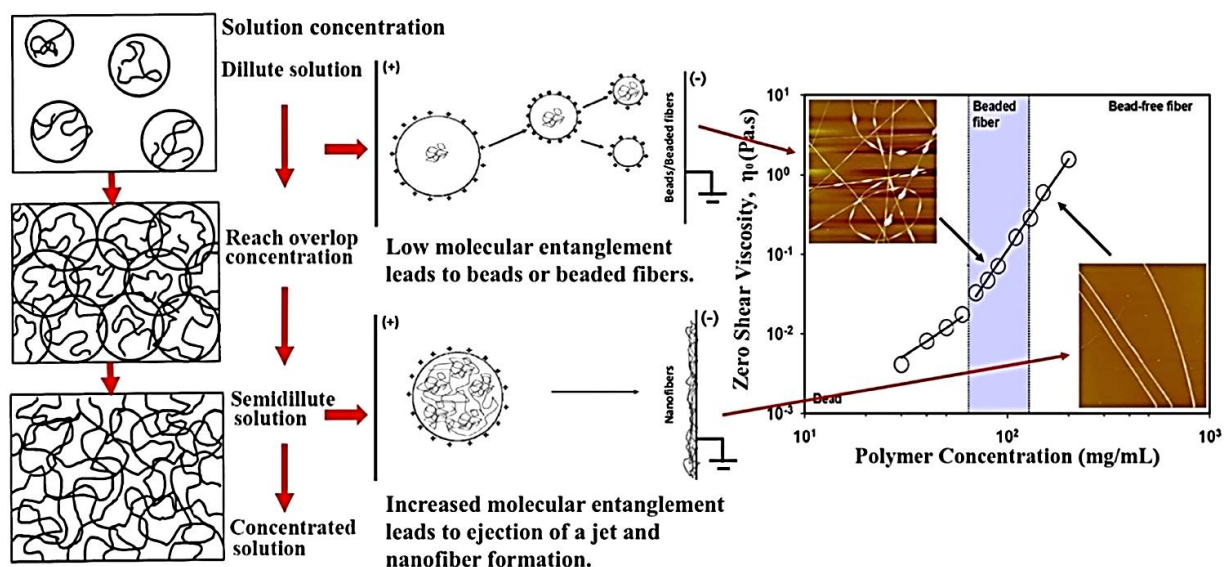 Solution concentration
Dillute solution
Reach overlop
concentration
Semidillute
solution
Concentrated
solution
(+)
(-)
Beads/Beaded fibers
Low molecular entanglement
leads to beads or beaded fibers.
(+)
(-)
Nanofibers
Increased molecular entanglement
leads to ejection of a jet and
nanofiber formation.
Beaded
fiber
Bead-free fiber
Bead
Zero Shear Viscosity, η₀(Pa.s)
10¹
10⁰
10⁻¹
10⁻²
10⁻³
10¹
10²
10³
Polymer Concentration (mg/mL)